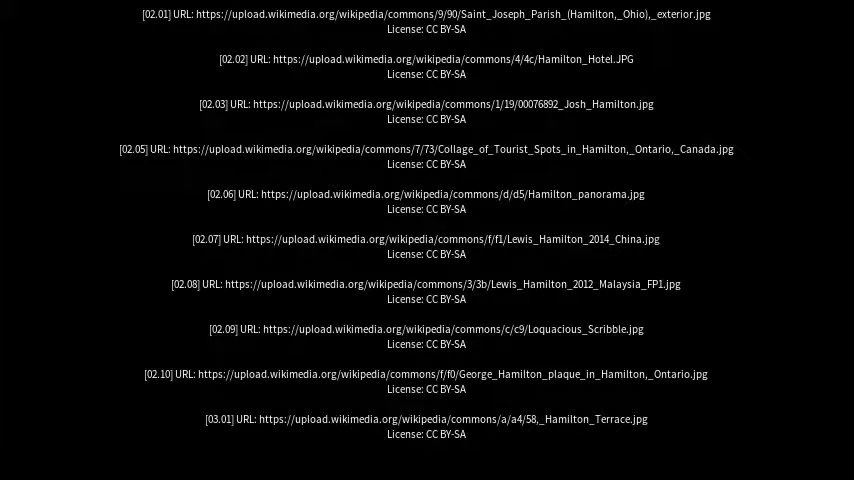 [02.01] URL: https://upload.wikimedia.org/wikipedia/commons/9/90/Saint_Joseph_Parish_(Hamilton,_Ohio),_exterior.jpg
License: CC BY-SA
[02.02] URL: https://upload.wikimedia.org/wikipedia/commons/4/4c/Hamilton_Hotel.JPG
License: CC BY-SA
[02.03] URL: https://upload.wikimedia.org/wikipedia/commons/1/19/00076892_Josh_Hamilton.jpg
License: CC BY-SA
[02.05] URL: https://upload.wikimedia.org/wikipedia/commons/7/73/Collage_of_Tourist_Spots_in_Hamilton,_Ontario,_Canada.jpg
License: CC BY-SA
[02.06] URL: https://upload.wikimedia.org/wikipedia/commons/d/d5/Hamilton_panorama.jpg
License: CC BY-SA
[02.07] URL: https://upload.wikimedia.org/wikipedia/commons/f/f1/Lewis_Hamilton_2014_China.jpg
License: CC BY-SA
[02.08] URL: https://upload.wikimedia.org/wikipedia/commons/3/3b/Lewis_Hamilton_2012_Malaysia_FP1.jpg
License: CC BY-SA
[02.09] URL: https://upload.wikimedia.org/wikipedia/commons/c/c9/Loquacious_Scribble.jpg
License: CC BY-SA
[02.10] URL: https://upload.wikimedia.org/wikipedia/commons/f/f0/George_Hamilton_plaque_in_Hamilton,_Ontario.jpg
License: CC BY-SA
[03.01] URL: https://upload.wikimedia.org/wikipedia/commons/a/a4/58,_Hamilton_Terrace.jpg
License: CC BY-SA